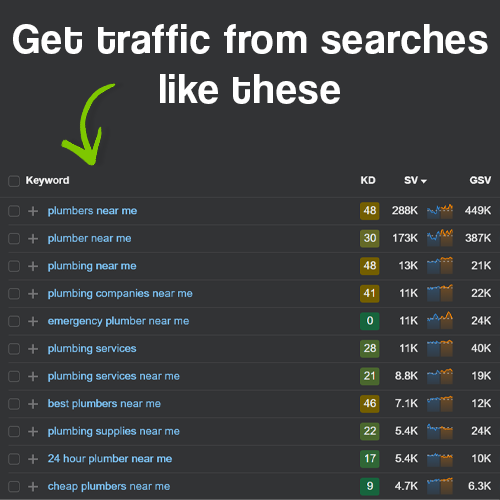 Get traffic from searches
like these
Keyword KD SV GSV
plumbers near me 48 288K 449K
plumber near me 30 173K 387K
plumbing near me 48 13K 21K
plumbing companies near me 41 11K 22K
emergency plumber near me 0 11K 24K
plumbing services 28 11K 40K
plumbing services near me 21 8.8K 19K
best plumbers near me 46 7.1K 12K
plumbing supplies near me 22 5.4K 24K
24 hour plumber near me 17 5.4K 10K
cheap plumbers near me 9 4.7K 6.3K